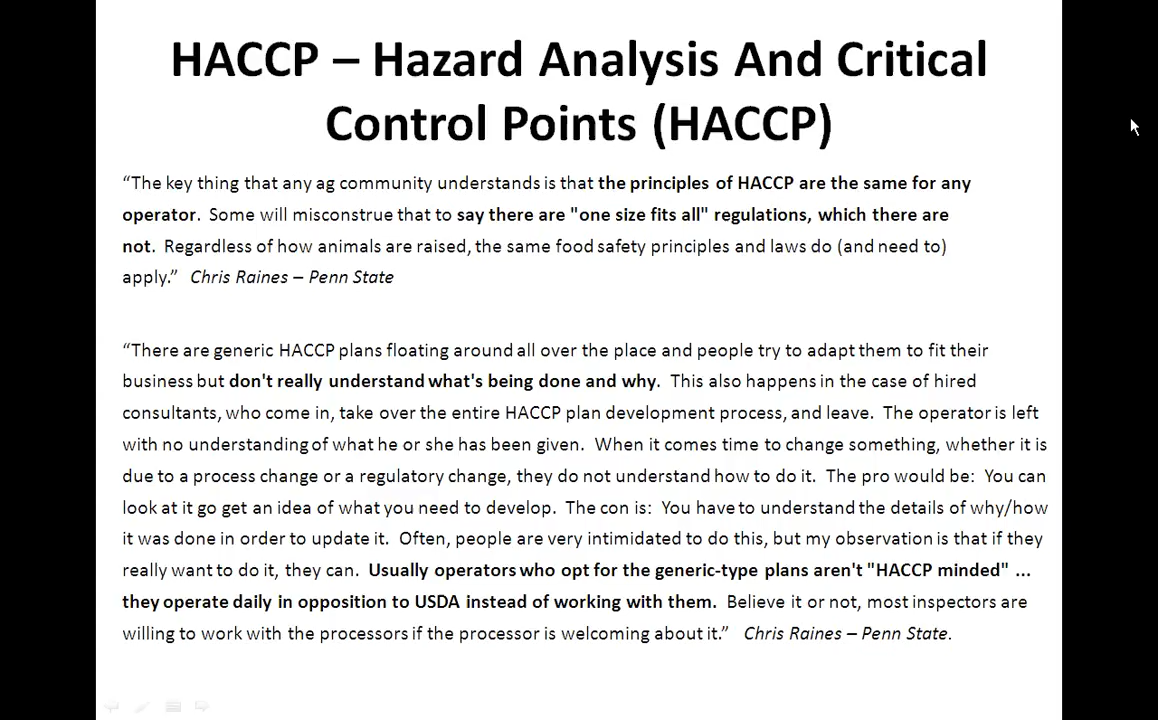 HACCP – Hazard Analysis And Critical
Control Points (HACCP)
“The key thing that any ag community understands is that the principles of HACCP are the same for any
operator. Some will misconstrue that to say there are "one size fits all" regulations, which there are
not. Regardless of how animals are raised, the same food safety principles and laws do (and need to)
apply.” Chris Raines – Penn State
“There are generic HACCP plans floating around all over the place and people try to adapt them to fit their
business but don't really understand what's being done and why. This also happens in the case of hired
consultants, who come in, take over the entire HACCP plan development process, and leave. The operator is left
with no understanding of what he or she has been given. When it comes time to change something, whether it is
due to a process change or a regulatory change, they do not understand how to do it. The pro would be: You can
look at it go get an idea of what you need to develop. The con is: You have to understand the details of why/how
it was done in order to update it. Often, people are very intimidated to do this, but my observation is that if they
really want to do it, they can. Usually operators who opt for the generic-type plans aren't "HACCP minded" ...
they operate daily in opposition to USDA instead of working with them. Believe it or not, most inspectors are
willing to work with the processors if the processor is welcoming about it.” Chris Raines – Penn State.